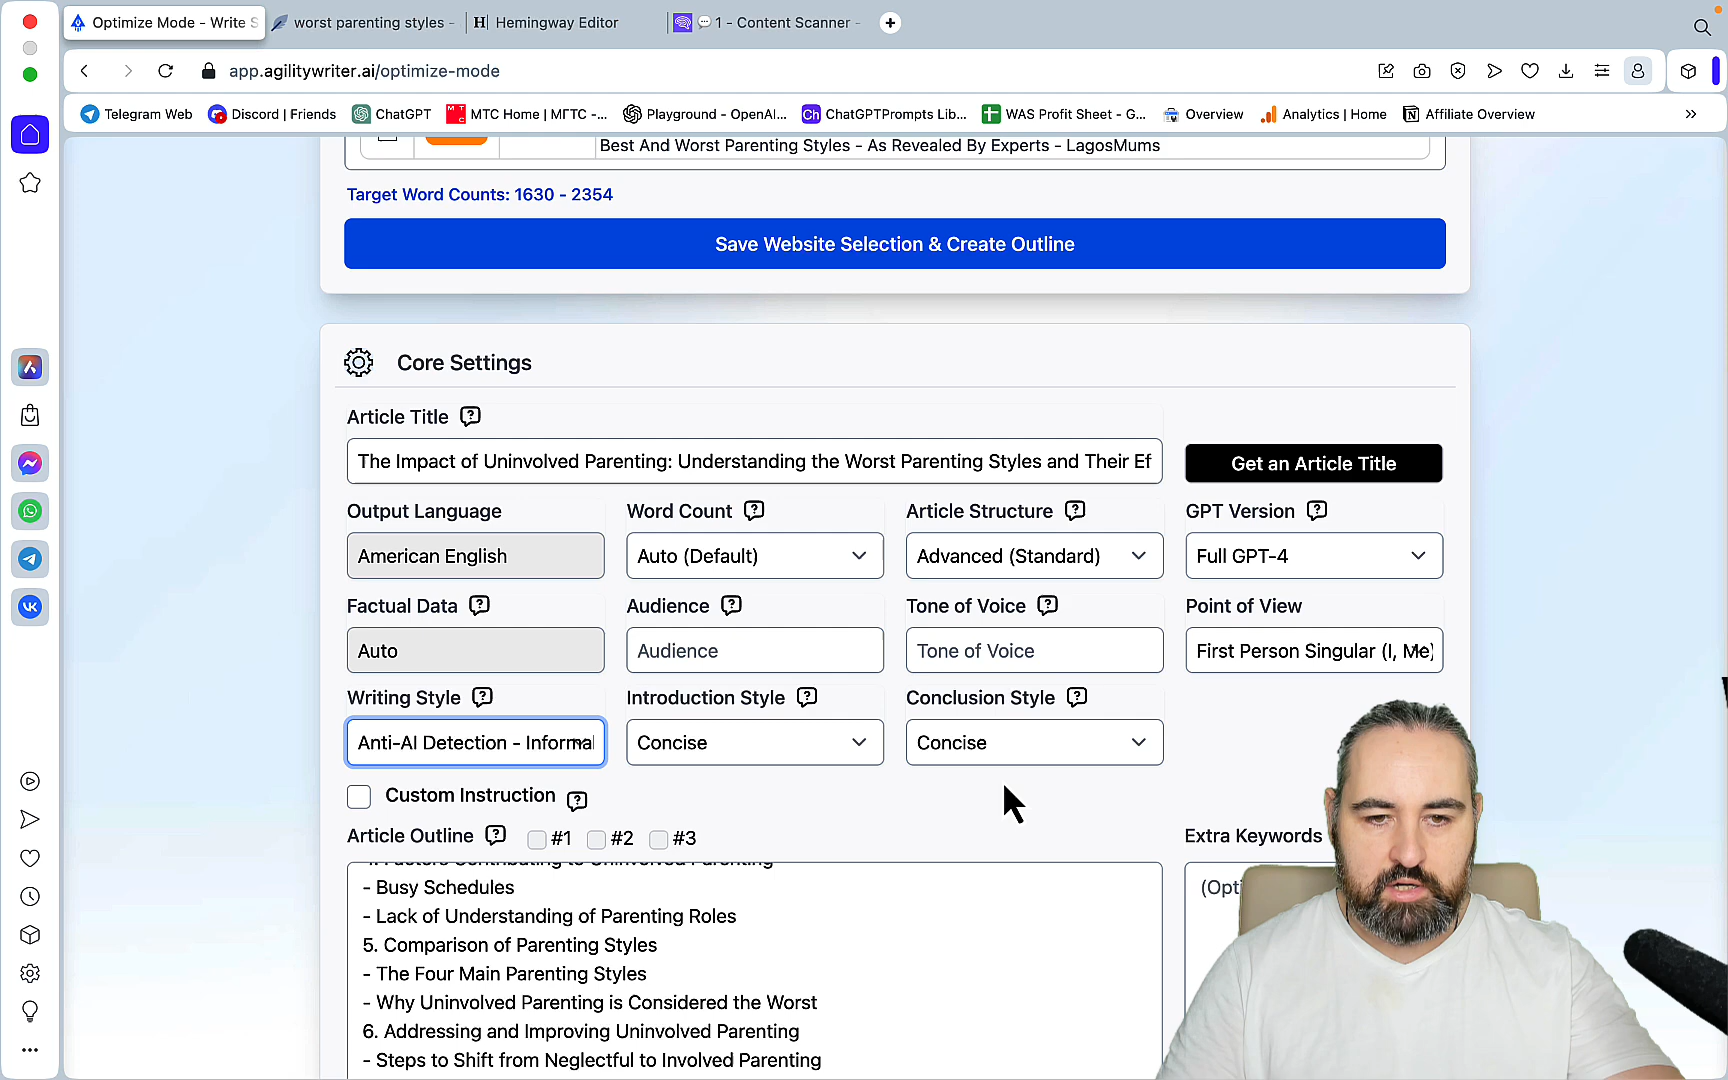 Optimize Mode - Write S
worst parenting styles -
H Hemingway Editor
1 - Content Scanner -
app.agilitywriter.ai/optimize-mode
Telegram Web
Discord | Friends
ChatGPT
MTC Home | МГТС -...
Playground - OpenAI...
Ch ChatGPTPrompts Lib...
WAS Profit Sheet - G...
Overview
Analytics | Home
Affiliate Overview
Best And Worst Parenting Styles - As Revealed By Experts - LagosMums
Target Word Counts: 1630 - 2354
Save Website Selection & Create Outline
Core Settings
Article Title
The Impact of Uninvolved Parenting: Understanding the Worst Parenting Styles and Their Ef
Get an Article Title
Output Language
Word Count
Article Structure
GPT Version
American English
Auto (Default)
Advanced (Standard)
Full GPT-4
Factual Data
Audience
Tone of Voice
Point of View
Auto
Audience
Tone of Voice
First Person Singular (I, Me)
Writing Style
Introduction Style
Conclusion Style
Anti-AI Detection - Informal
Concise
Concise
Custom Instruction
Article Outline
#1
#2
#3
Extra Keywords
Factors Contributing to Uninvolved Parenting
- Busy Schedules
(Opti
- Lack of Understanding of Parenting Roles
5. Comparison of Parenting Styles
- The Four Main Parenting Styles
- Why Uninvolved Parenting is Considered the Worst
6. Addressing and Improving Uninvolved Parenting
- Steps to Shift from Neglectful to Involved Parenting